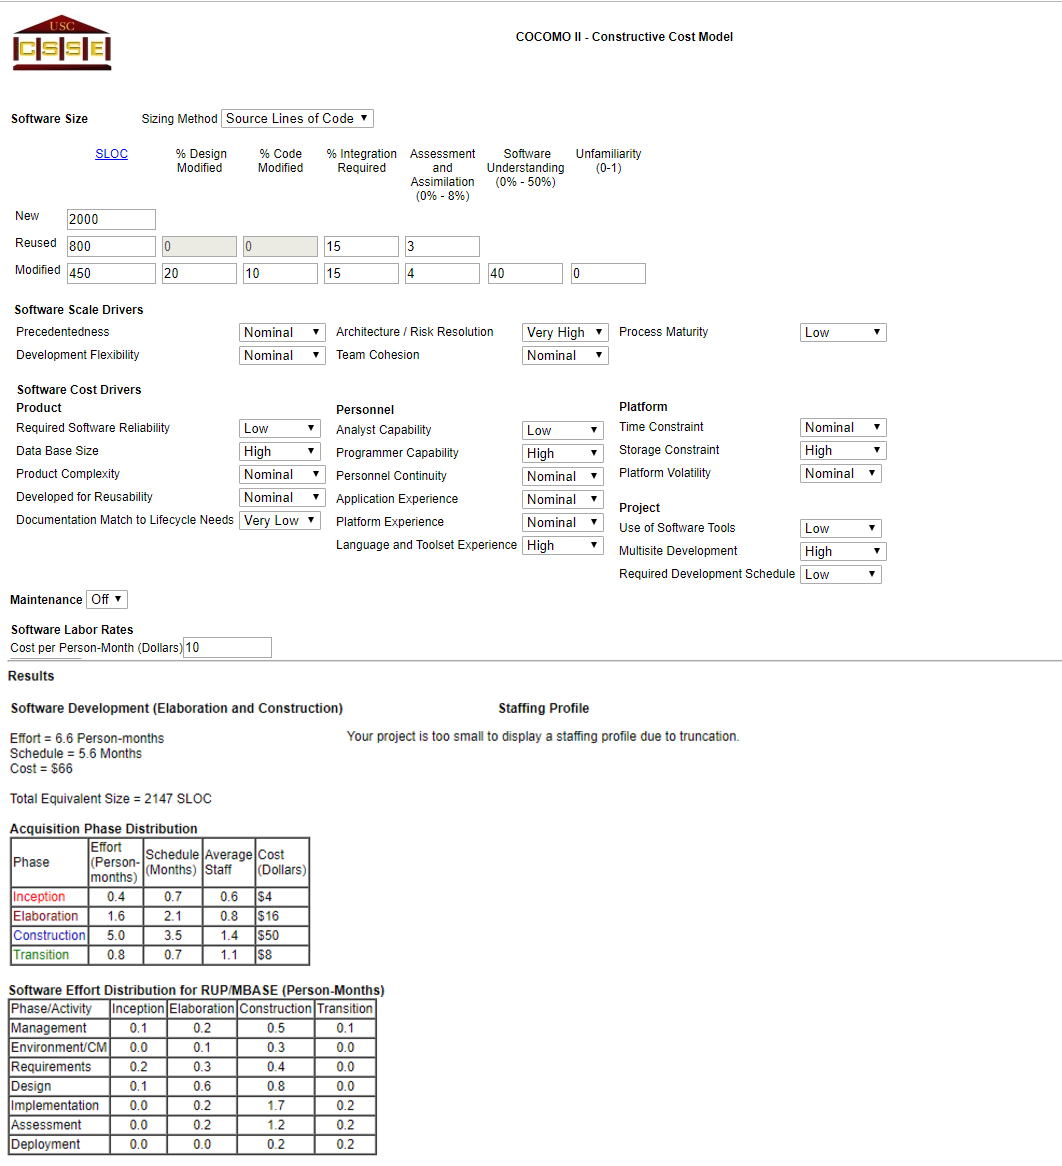 USC
CSSE
COCOMO II - Constructive Cost Model
Software Size Sizing Method Source Lines of Code
SLOC % Design Modified % Code Modified % Integration Required Assessment and Assimilation (0% - 8%) Software Understanding (0% - 50%) Unfamiliarity (0-1)
New 2000
Reused 800 0 0 15 3
Modified 450 20 10 15 4 40 0
Software Scale Drivers
Precedentedness Nominal Architecture / Risk Resolution Very High Process Maturity Low
Development Flexibility Nominal Team Cohesion Nominal
Software Cost Drivers
Product
Required Software Reliability Low
Data Base Size High
Product Complexity Nominal
Developed for Reusability Nominal
Documentation Match to Lifecycle Needs Very Low
Personnel
Analyst Capability Low
Programmer Capability High
Personnel Continuity Nominal
Application Experience Nominal
Platform Experience Nominal
Language and Toolset Experience High
Platform
Time Constraint Nominal
Storage Constraint High
Platform Volatility Nominal
Project
Use of Software Tools Low
Multisite Development High
Required Development Schedule Low
Maintenance Off
Software Labor Rates
Cost per Person-Month (Dollars) 10
Results
Software Development (Elaboration and Construction)
Effort = 6.6 Person-months
Schedule = 5.6 Months
Cost = $66
Total Equivalent Size = 2147 SLOC
Staffing Profile
Your project is too small to display a staffing profile due to truncation.
Acquisition Phase Distribution
Phase Effort (Person-months) Schedule (Months) Average Staff Cost (Dollars)
Inception 0.4 0.7 0.6 $4
Elaboration 1.6 2.1 0.8 $16
Construction 5.0 3.5 1.4 $50
Transition 0.8 0.7 1.1 $8
Software Effort Distribution for RUP/MBASE (Person-Months)
Phase/Activity Inception Elaboration Construction Transition
Management 0.1 0.2 0.5 0.1
Environment/CM 0.0 0.1 0.3 0.0
Requirements 0.2 0.3 0.4 0.0
Design 0.1 0.6 0.8 0.0
Implementation 0.0 0.2 1.7 0.2
Assessment 0.0 0.2 1.2 0.2
Deployment 0.0 0.0 0.2 0.2